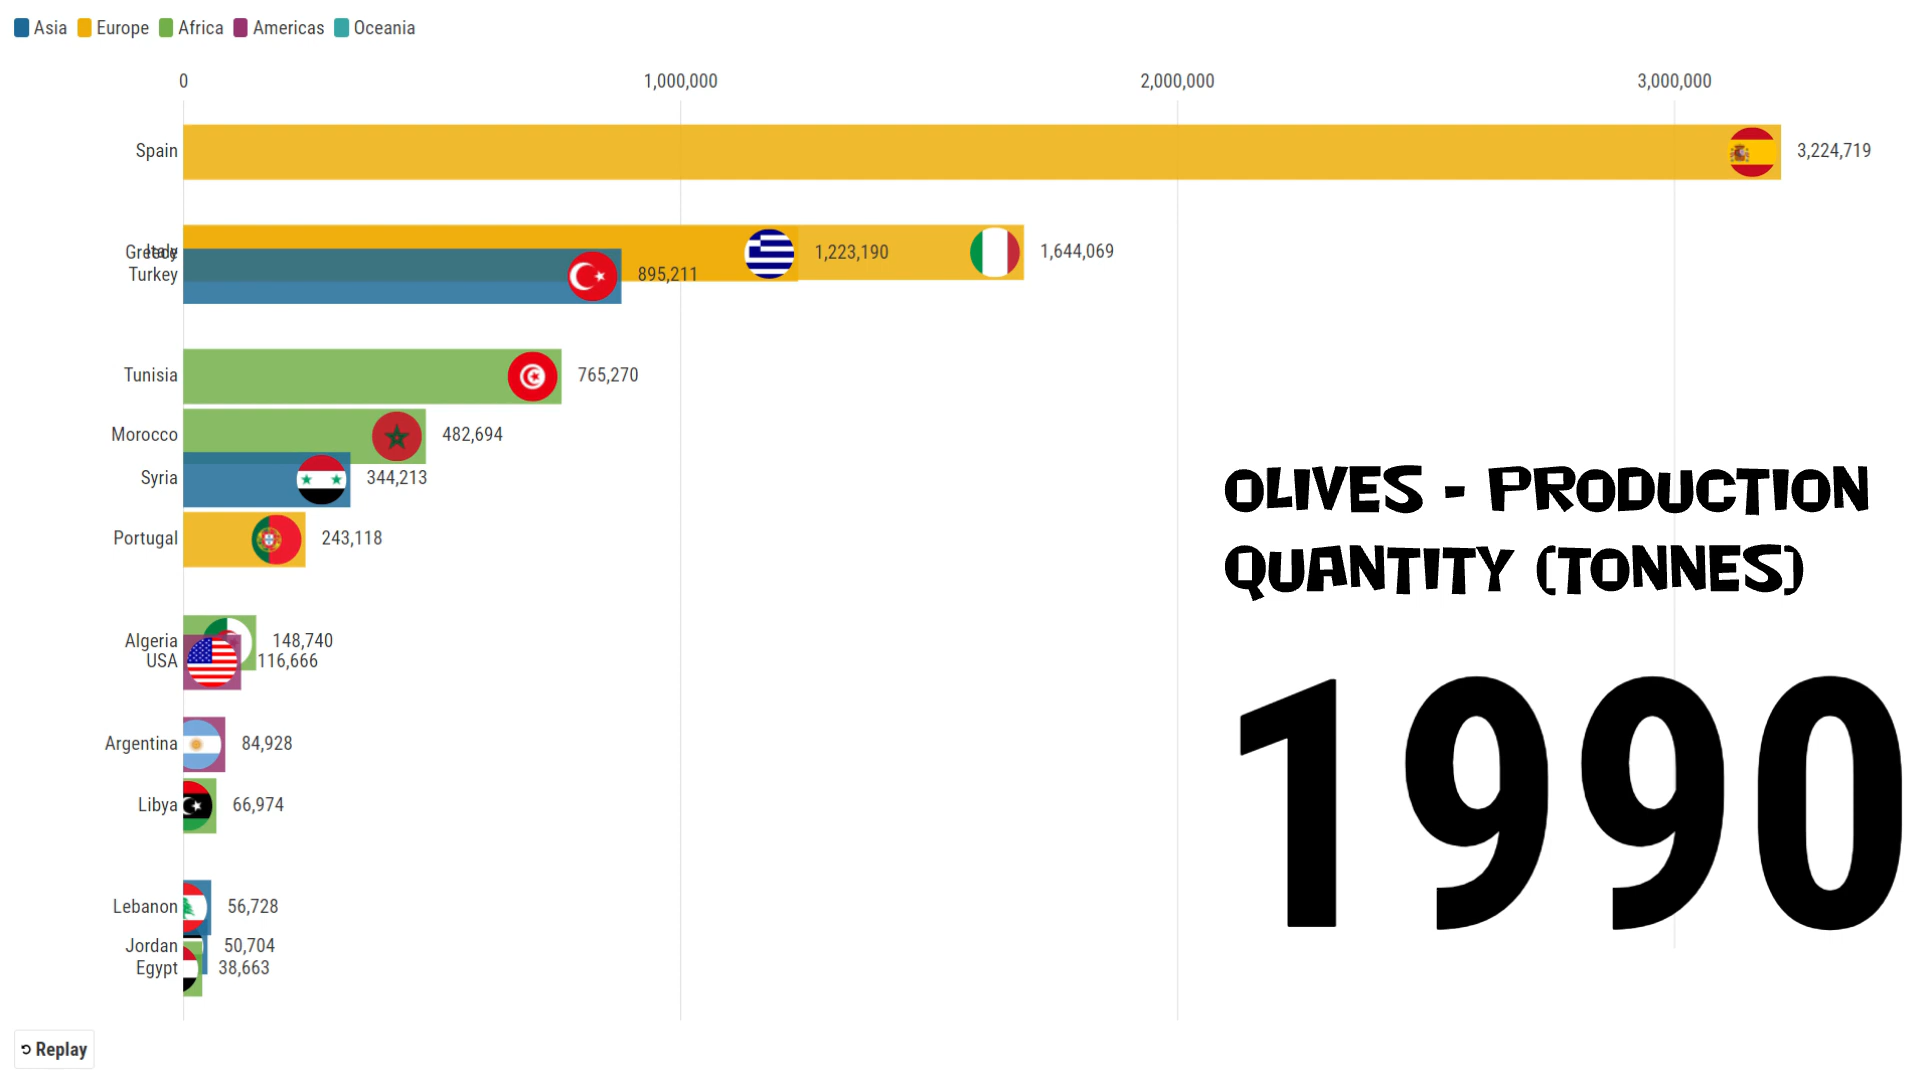 Asia Europe Africa Americas Oceania
0 1,000,000 2,000,000 3,000,000
Spain 3,224,719
Italy 1,644,069
Greece 1,223,190
Turkey 895,211
Tunisia 765,270
Morocco 482,694
Syria 344,213
Portugal 243,118
OLIVES - PRODUCTION
QUANTITY (TONNES)
Algeria 148,740
USA 116,666
Argentina 84,928
Libya 66,974
1990
Lebanon 56,728
Jordan 50,704
Egypt 38,663
Replay